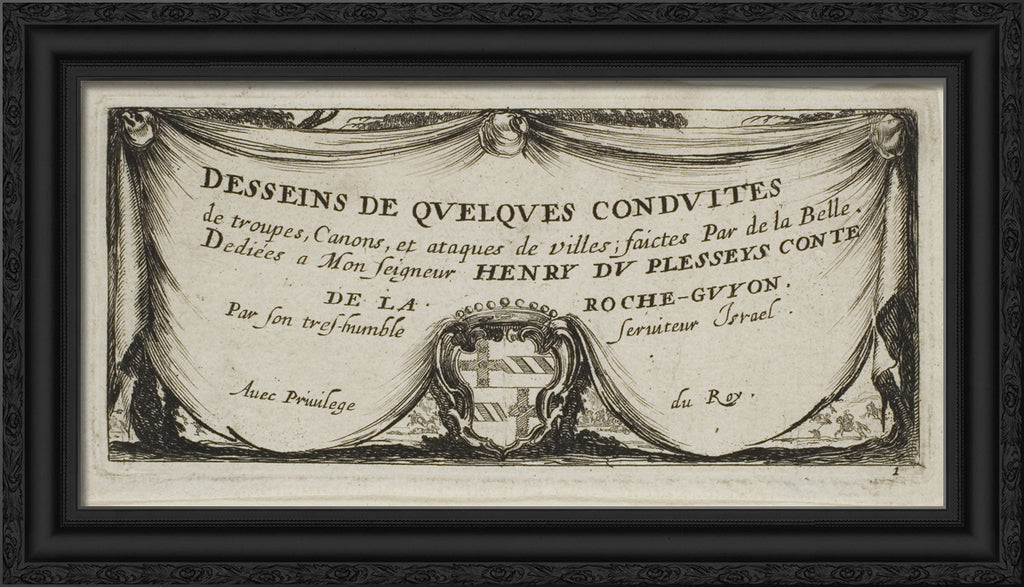 DESSEINS DE QVELQVES CONDVITES
de troupes, Canons, et ataques de villes; faictes Par de la Belle.
Dediées a Mon ſeigneur HENRY DV PLESSEYS CONTE
DE LA. ROCHE-GVYON.
Par ſon treſ-humble ſeruiteur Israel.
Auec Priuilege du Roy.
1